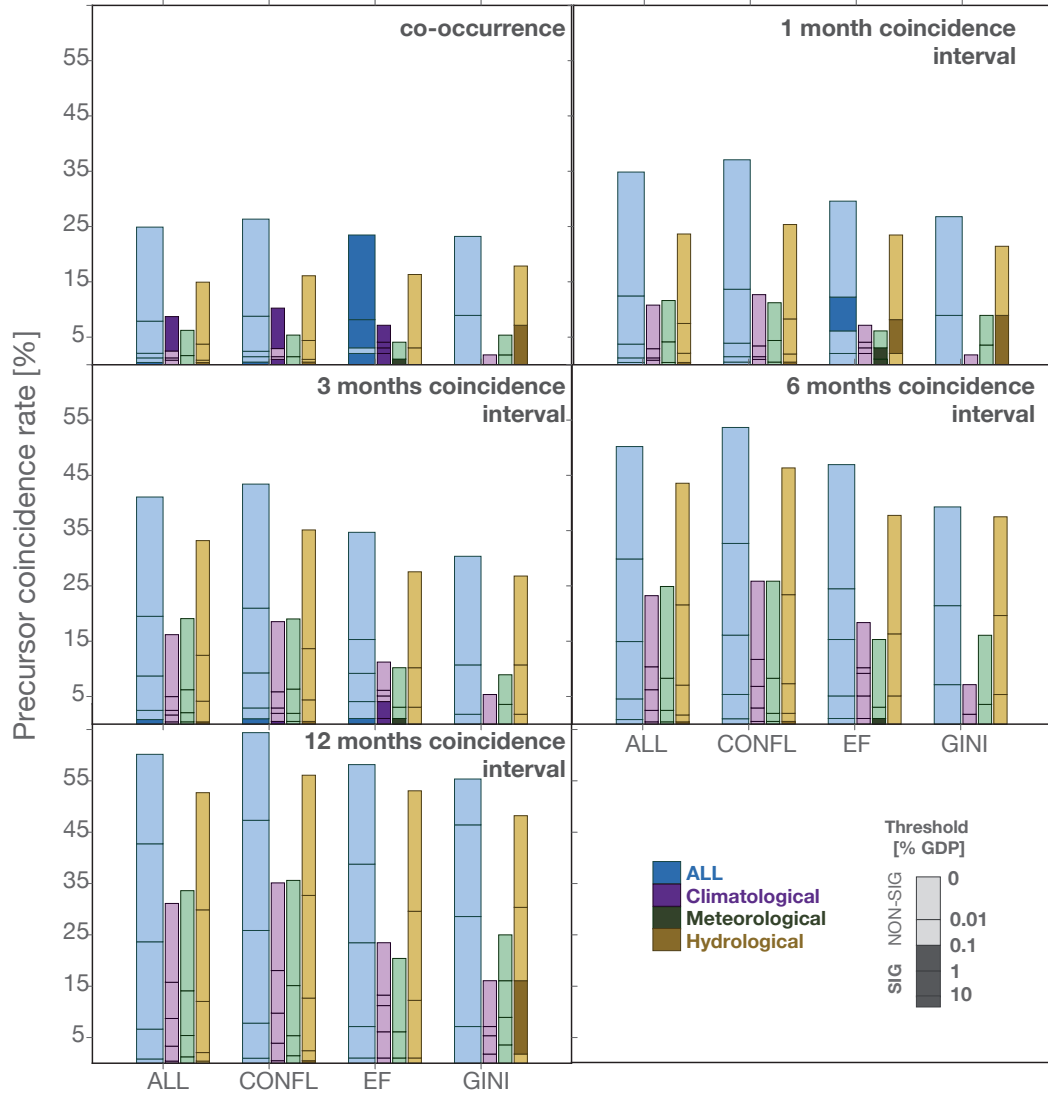 Precursor coincidence rate [%]
co-occurrence
55
45
35
25
15
5
1 month coincidence
interval
3 months coincidence
interval
55
45
35
25
15
5
6 months coincidence
interval
ALL CONFL EF GINI
12 months coincidence
interval
55
45
35
25
15
5
ALL CONFL EF GINI
ALL
Climatological
Meteorological
Hydrological
Threshold
[% GDP]
NON-SIG
SIG
0
0.01
0.1
1
10